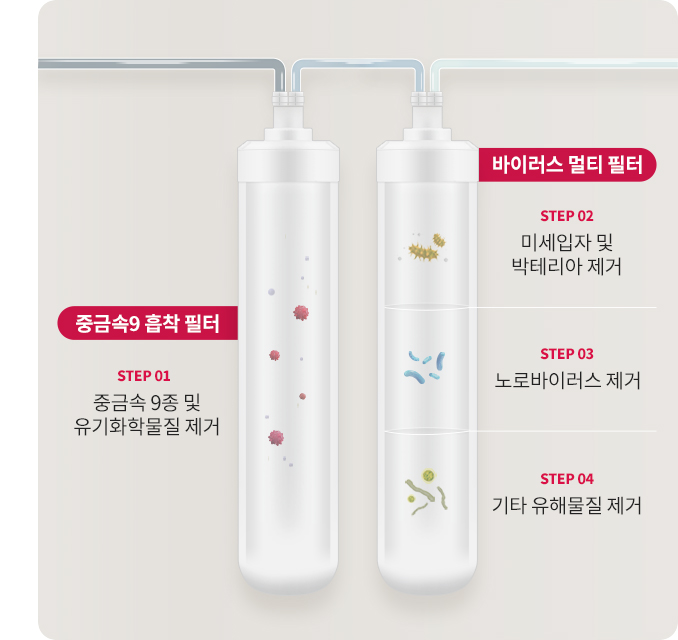 중금속9 흡착 필터
STEP 01
중금속 9종 및
유기화학물질 제거
바이러스 멀티 필터
STEP 02
미세입자 및
박테리아 제거
STEP 03
노로바이러스 제거
STEP 04
기타 유해물질 제거